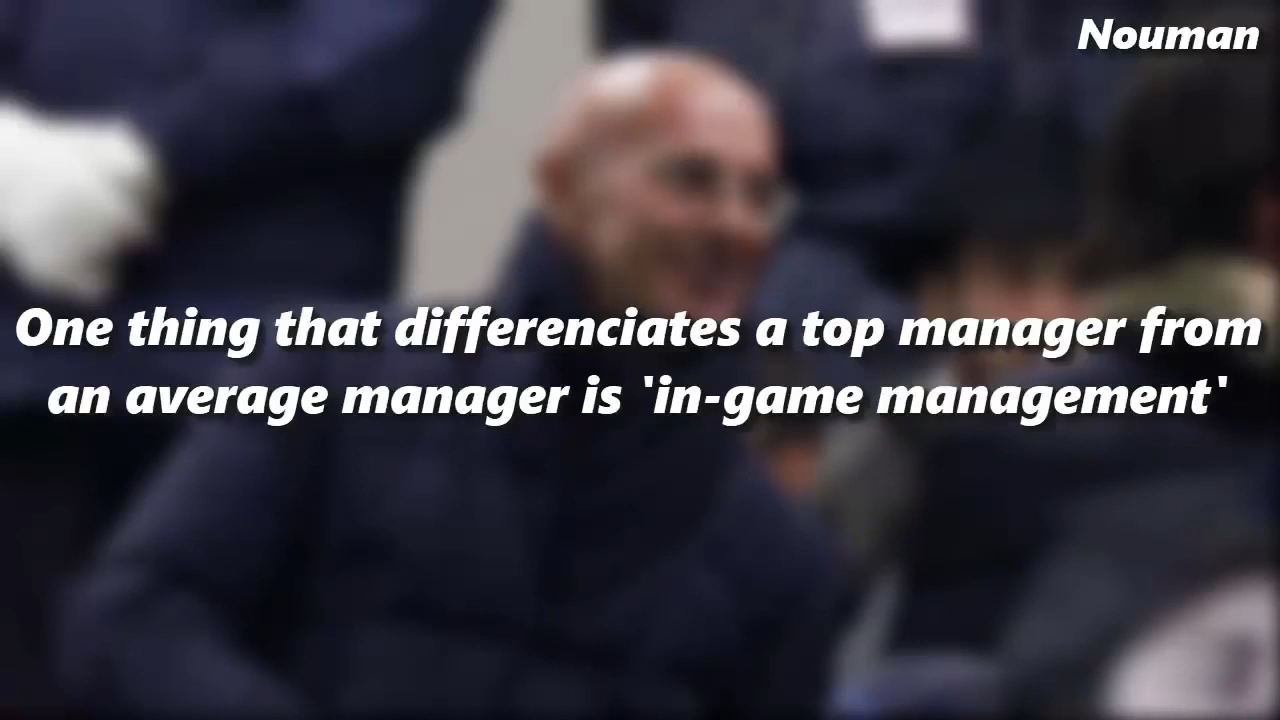 Nouman
One thing that differenciates a top manager from
an average manager is 'in-game management'